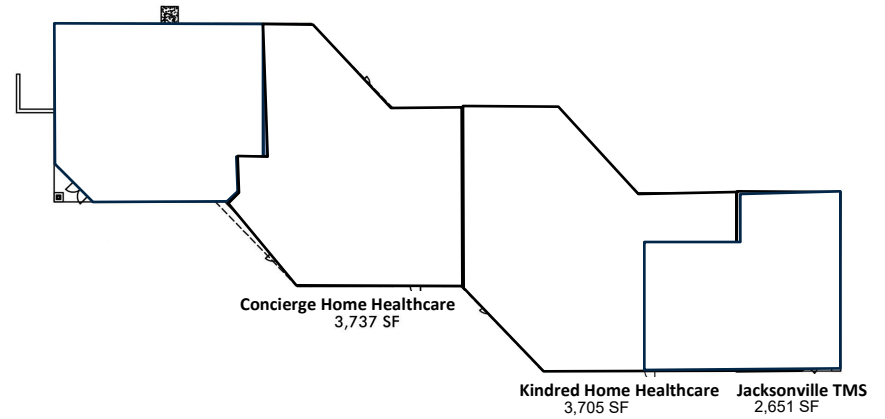 Concierge Home Healthcare
3,737 SF
Kindred Home Healthcare
3,705 SF
Jacksonville TMS
2,651 SF